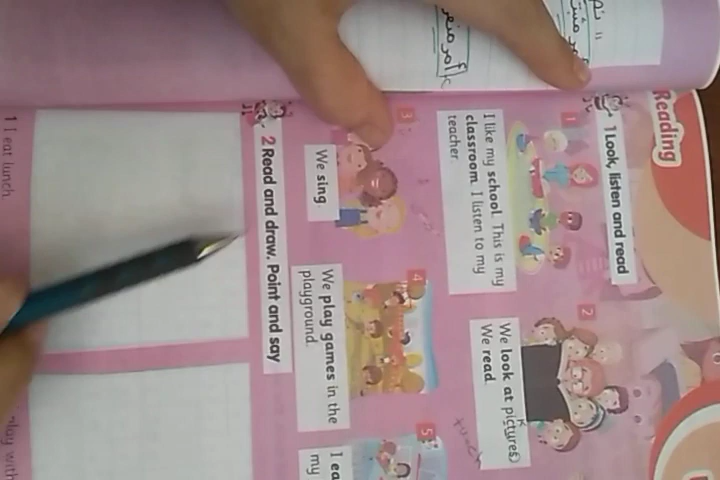 Reading
1 Look, listen and read
1
I like my school. This is my
classroom. I listen to my
teacher.
2
We look at pictures.
We read.
3
We sing.
4
We play games in the
playground.
5
I ea
my
2 Read and draw. Point and say
1 I eat lunch
play with